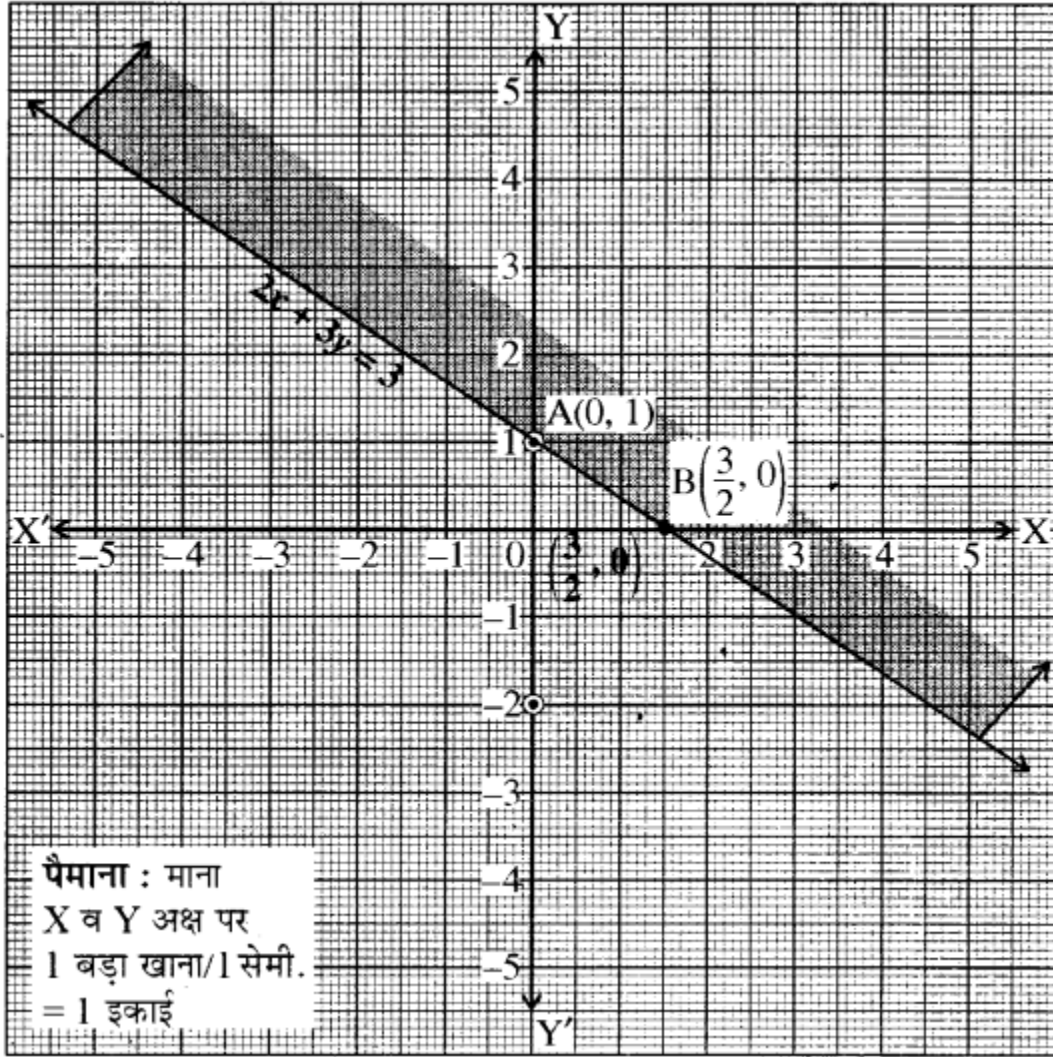 Y
5
4
3
2x + 3y = 3
2
A(0, 1)
1
B(3/2, 0)
X′ –5 –4 –3 –2 –1 0 (3/2, 0) 2 3 4 5 X
–1
–2
–3
–4
–5
Y′
पैमाना : माना
X व Y अक्ष पर
1 बड़ा खाना/1 सेमी.
= 1 इकाई